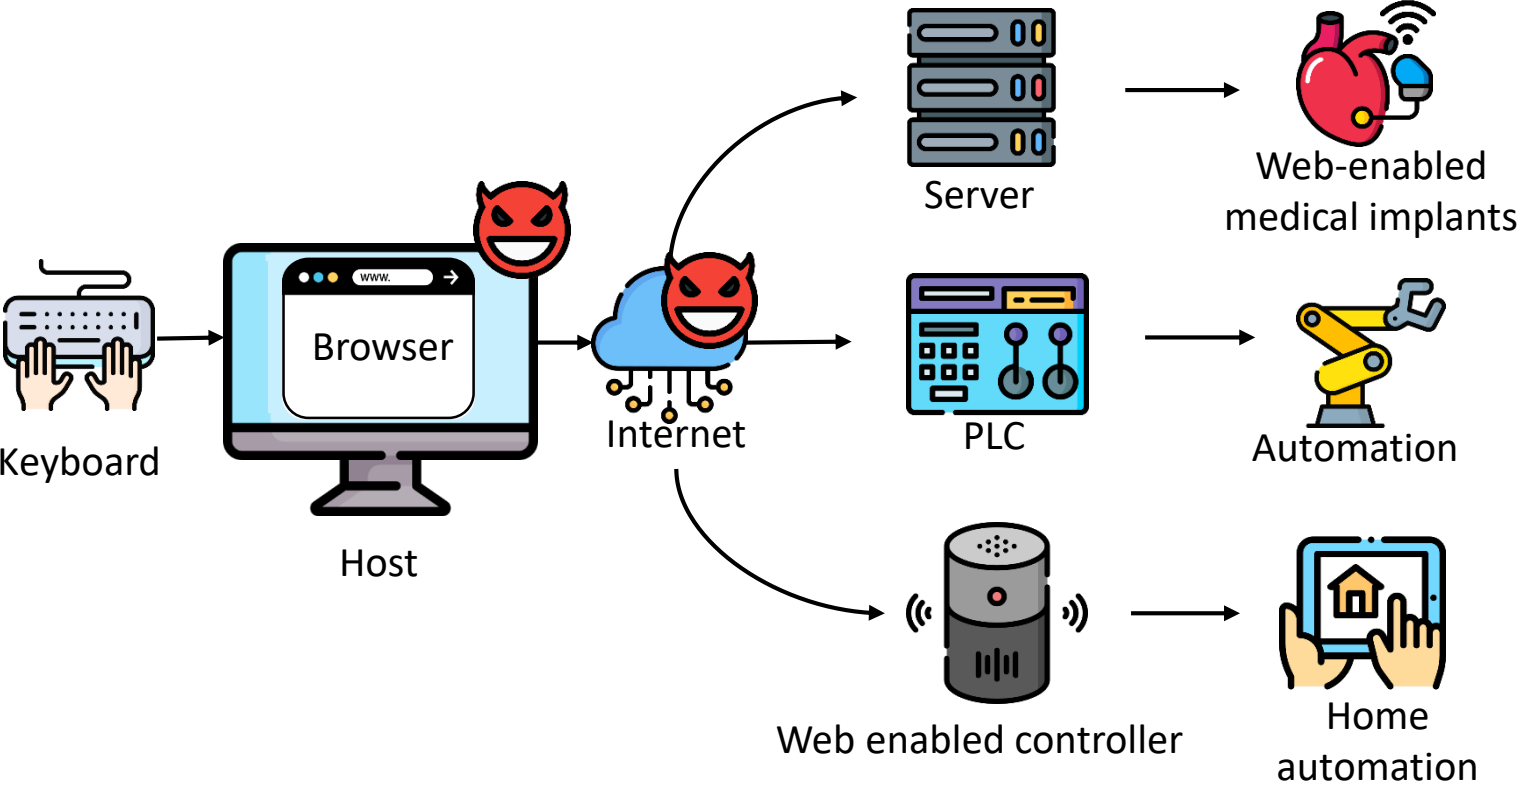 Server
Web-enabled
medical implants
www.
Browser
Internet
PLC
Automation
Keyboard
Host
Web enabled controller
Home
automation